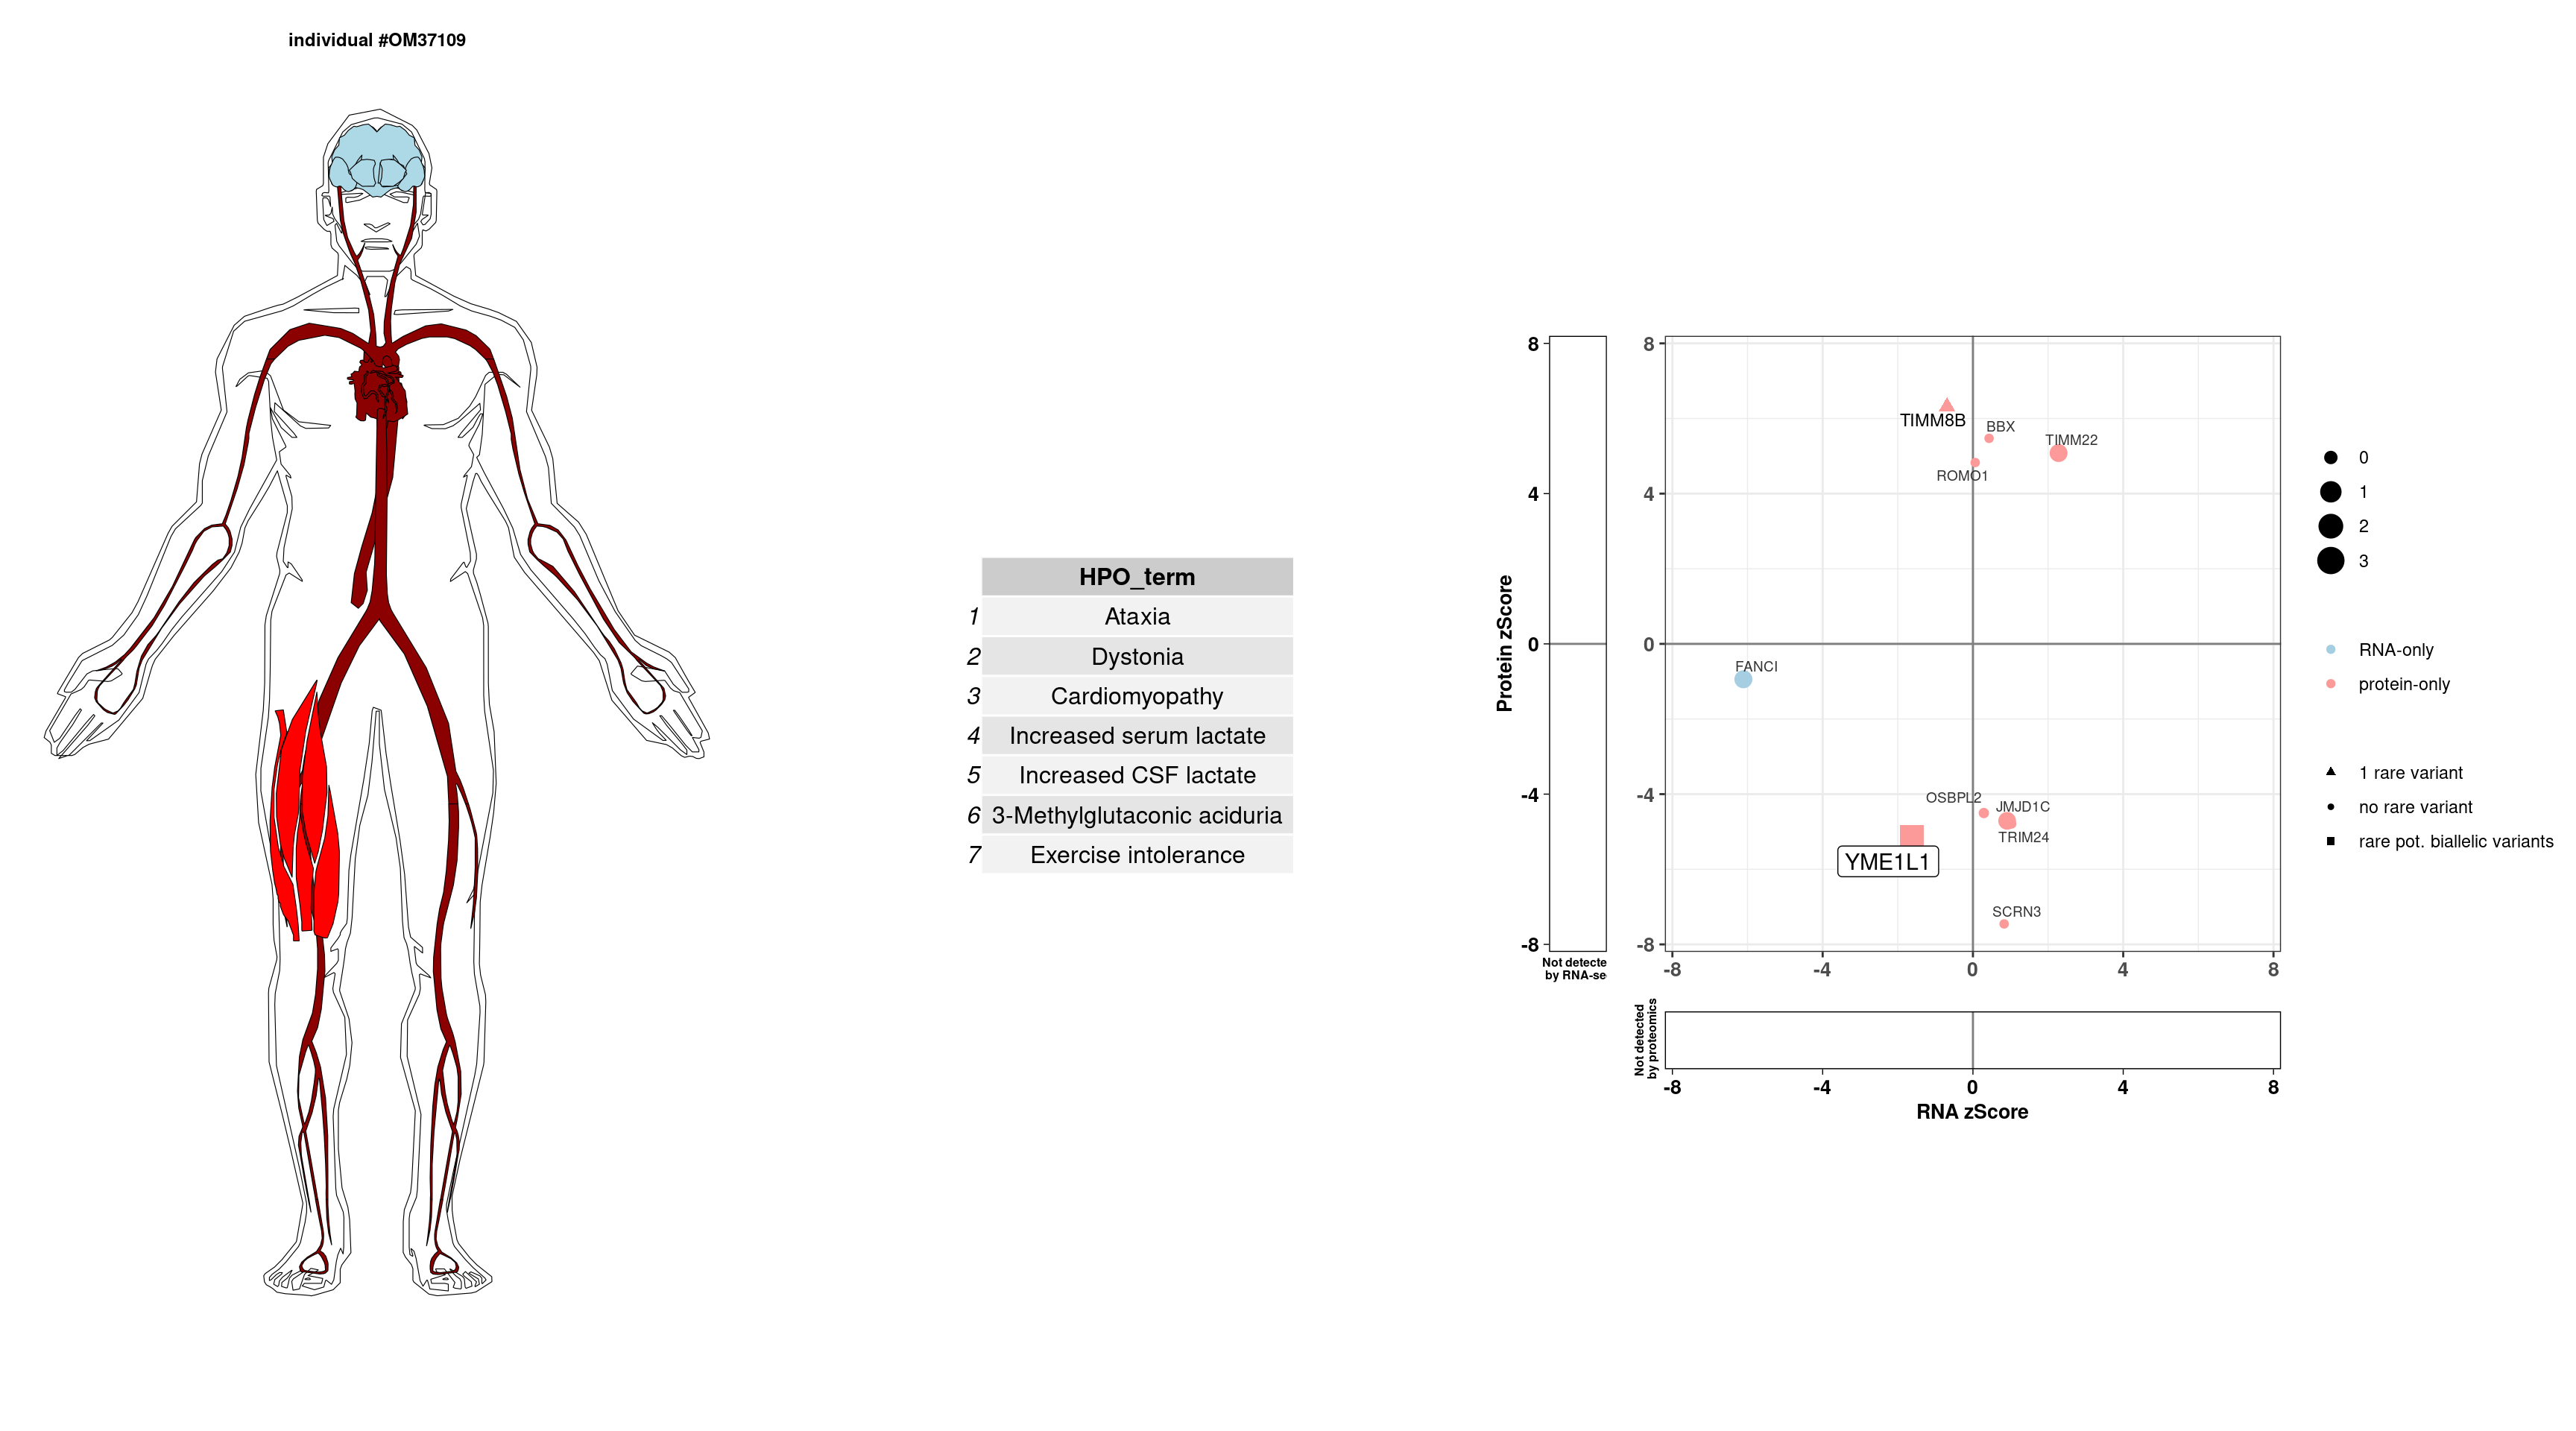 individual #OM37109
HPO_term
1 Ataxia
2 Dystonia
3 Cardiomyopathy
4 Increased serum lactate
5 Increased CSF lactate
6 3-Methylglutaconic aciduria
7 Exercise intolerance
Protein zScore
8
4
0
-4
-8
Not detecte
by RNA-se
8
4
0
-4
-8
TIMM8B
BBX
TIMM22
ROMO1
FANCI
OSBPL2
JMJD1C
TRIM24
YME1L1
SCRN3
-8 -4 0 4 8
Not detected
by proteomics
-8 -4 0 4 8
RNA zScore
0
1
2
3
RNA-only
protein-only
1 rare variant
no rare variant
rare pot. biallelic variants